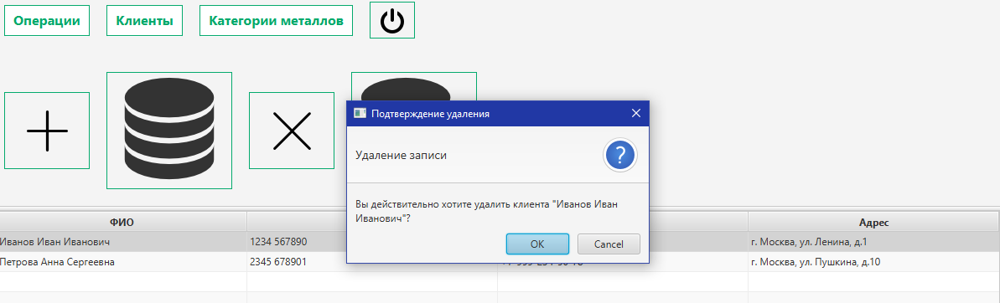 Операции Клиенты Категории металлов
Подтверждение удаления
Удаление записи
Вы действительно хотите удалить клиента "Иванов Иван
Иванович"?
OK Cancel
ФИО Адрес
Иванов Иван Иванович 1234 567890 г. Москва, ул. Ленина, д.1
Петрова Анна Сергеевна 2345 678901 г. Москва, ул. Пушкина, д.10